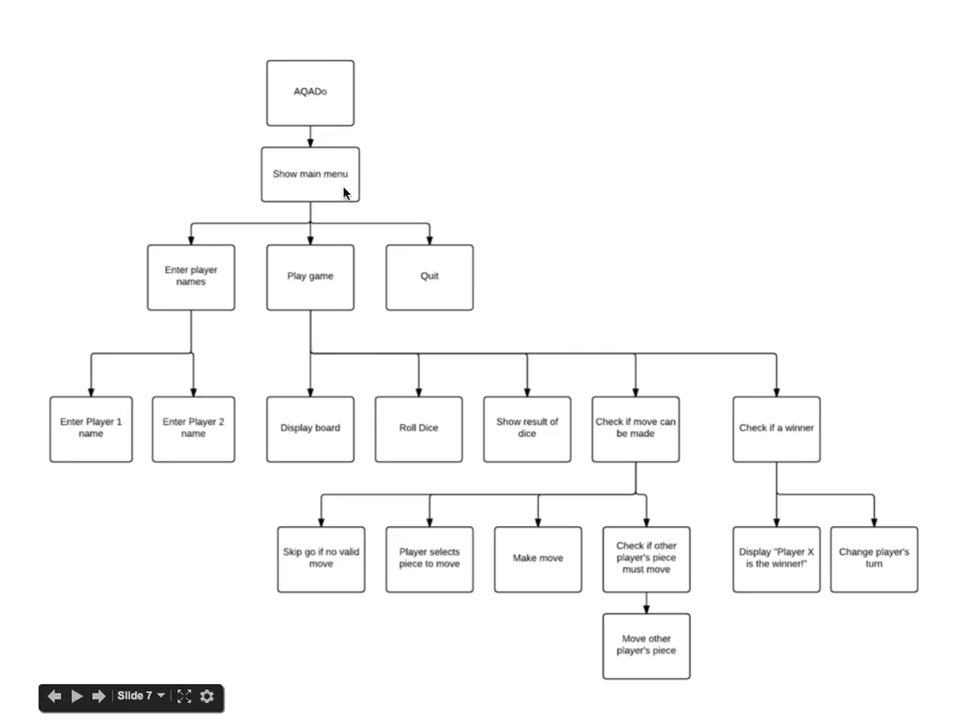 AQADo
Show main menu
Enter player
names
Play game
Quit
Enter Player 1
name
Enter Player 2
name
Display board
Roll Dice
Show result of
dice
Check if move can
be made
Check if a winner
Skip go if no valid
move
Player selects
piece to move
Make move
Check if other
player's piece
must move
Display "Player X
is the winner!"
Change player's
turn
Move other
player's piece
Slide 7